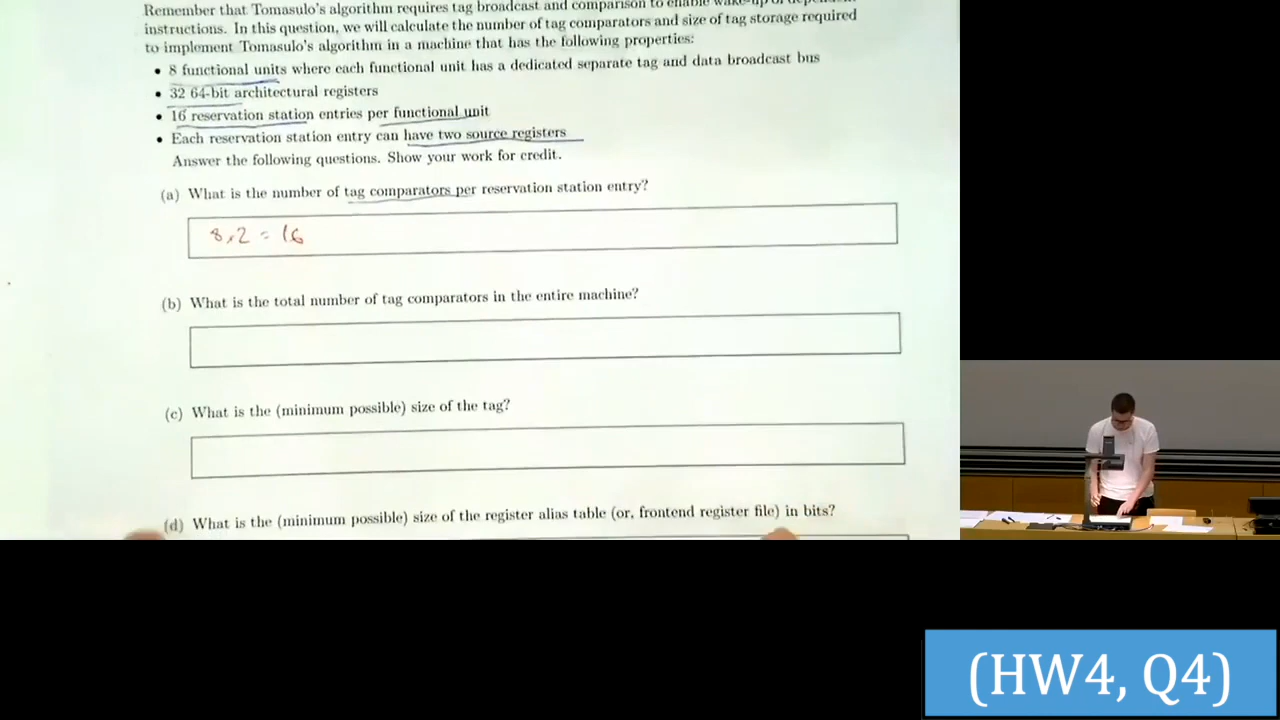 Remember that Tomasulo's algorithm requires tag broadcast and comparison to enable wake-up of dependent
instructions. In this question, we will calculate the number of tag comparators and size of tag storage required
to implement Tomasulo's algorithm in a machine that has the following properties:
• 8 functional units where each functional unit has a dedicated separate tag and data broadcast bus
• 32 64-bit architectural registers
• 16 reservation station entries per functional unit
• Each reservation station entry can have two source registers
Answer the following questions. Show your work for credit.
(a) What is the number of tag comparators per reservation station entry?
8 x 2 = 16
(b) What is the total number of tag comparators in the entire machine?
(c) What is the (minimum possible) size of the tag?
(d) What is the (minimum possible) size of the register alias table (or, frontend register file) in bits?
(HW4, Q4)